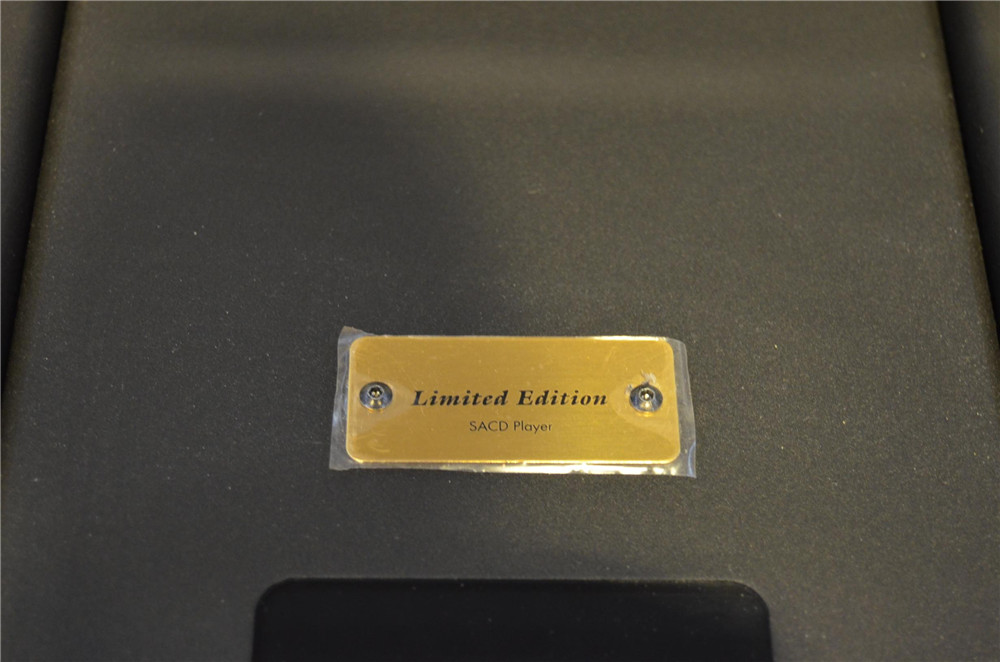 Limited Edition
SACD Player